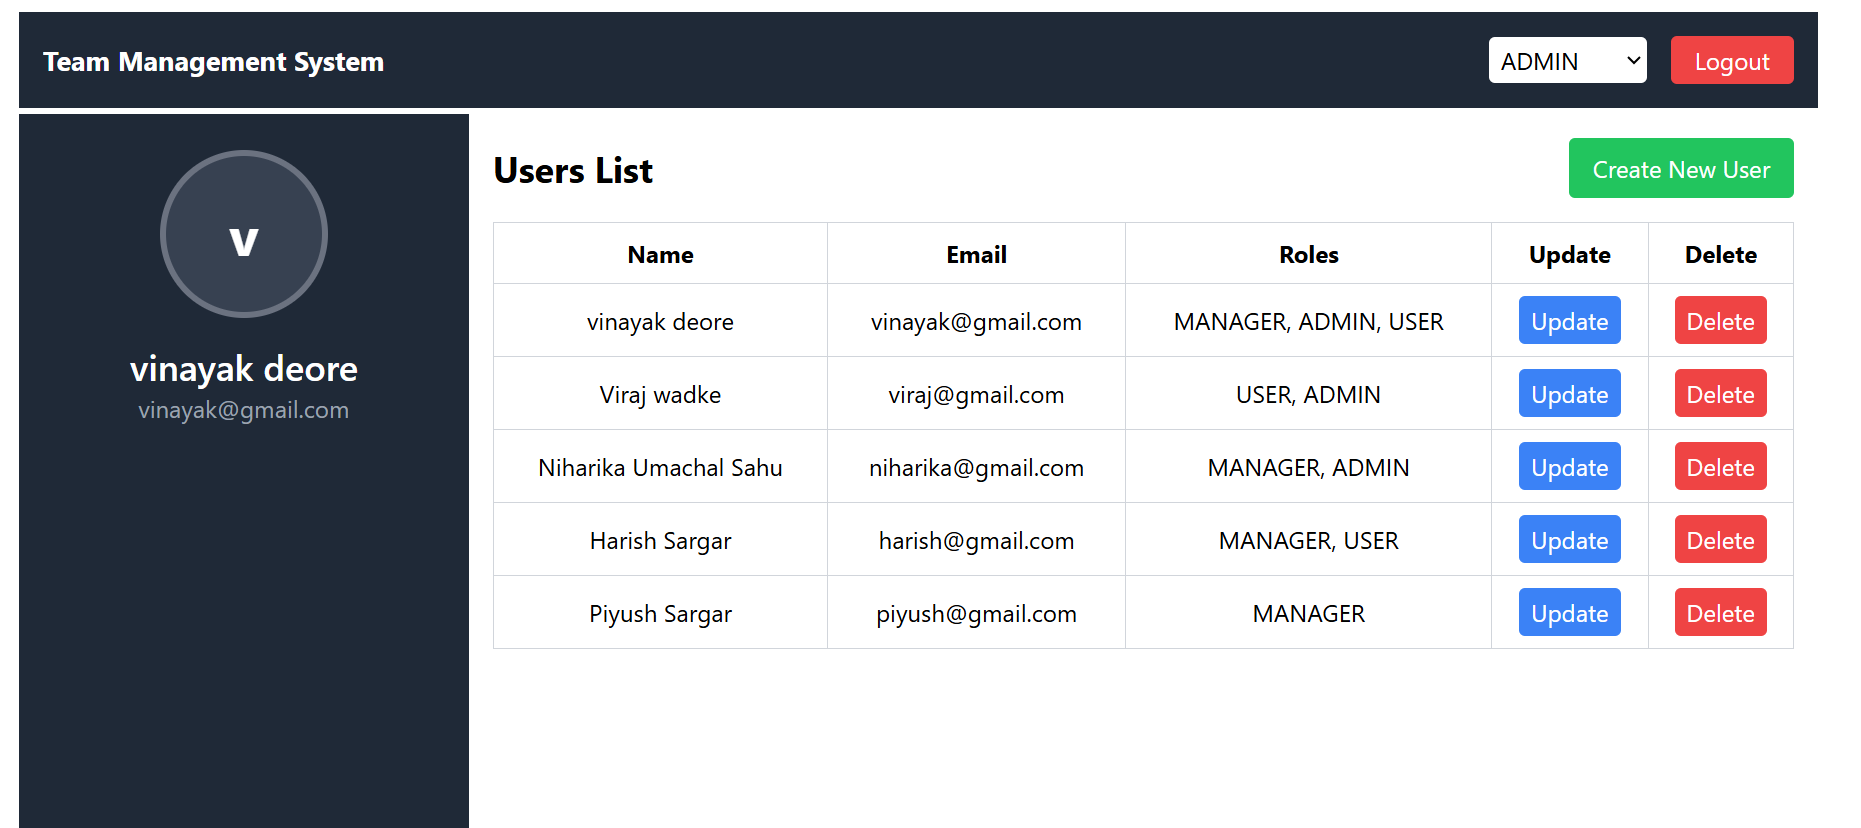 Team Management System ADMIN Logout
v
vinayak deore
vinayak@gmail.com
Users List Create New User
Name Email Roles Update Delete
vinayak deore vinayak@gmail.com MANAGER, ADMIN, USER Update Delete
Viraj wadke viraj@gmail.com USER, ADMIN Update Delete
Niharika Umachal Sahu niharika@gmail.com MANAGER, ADMIN Update Delete
Harish Sargar harish@gmail.com MANAGER, USER Update Delete
Piyush Sargar piyush@gmail.com MANAGER Update Delete